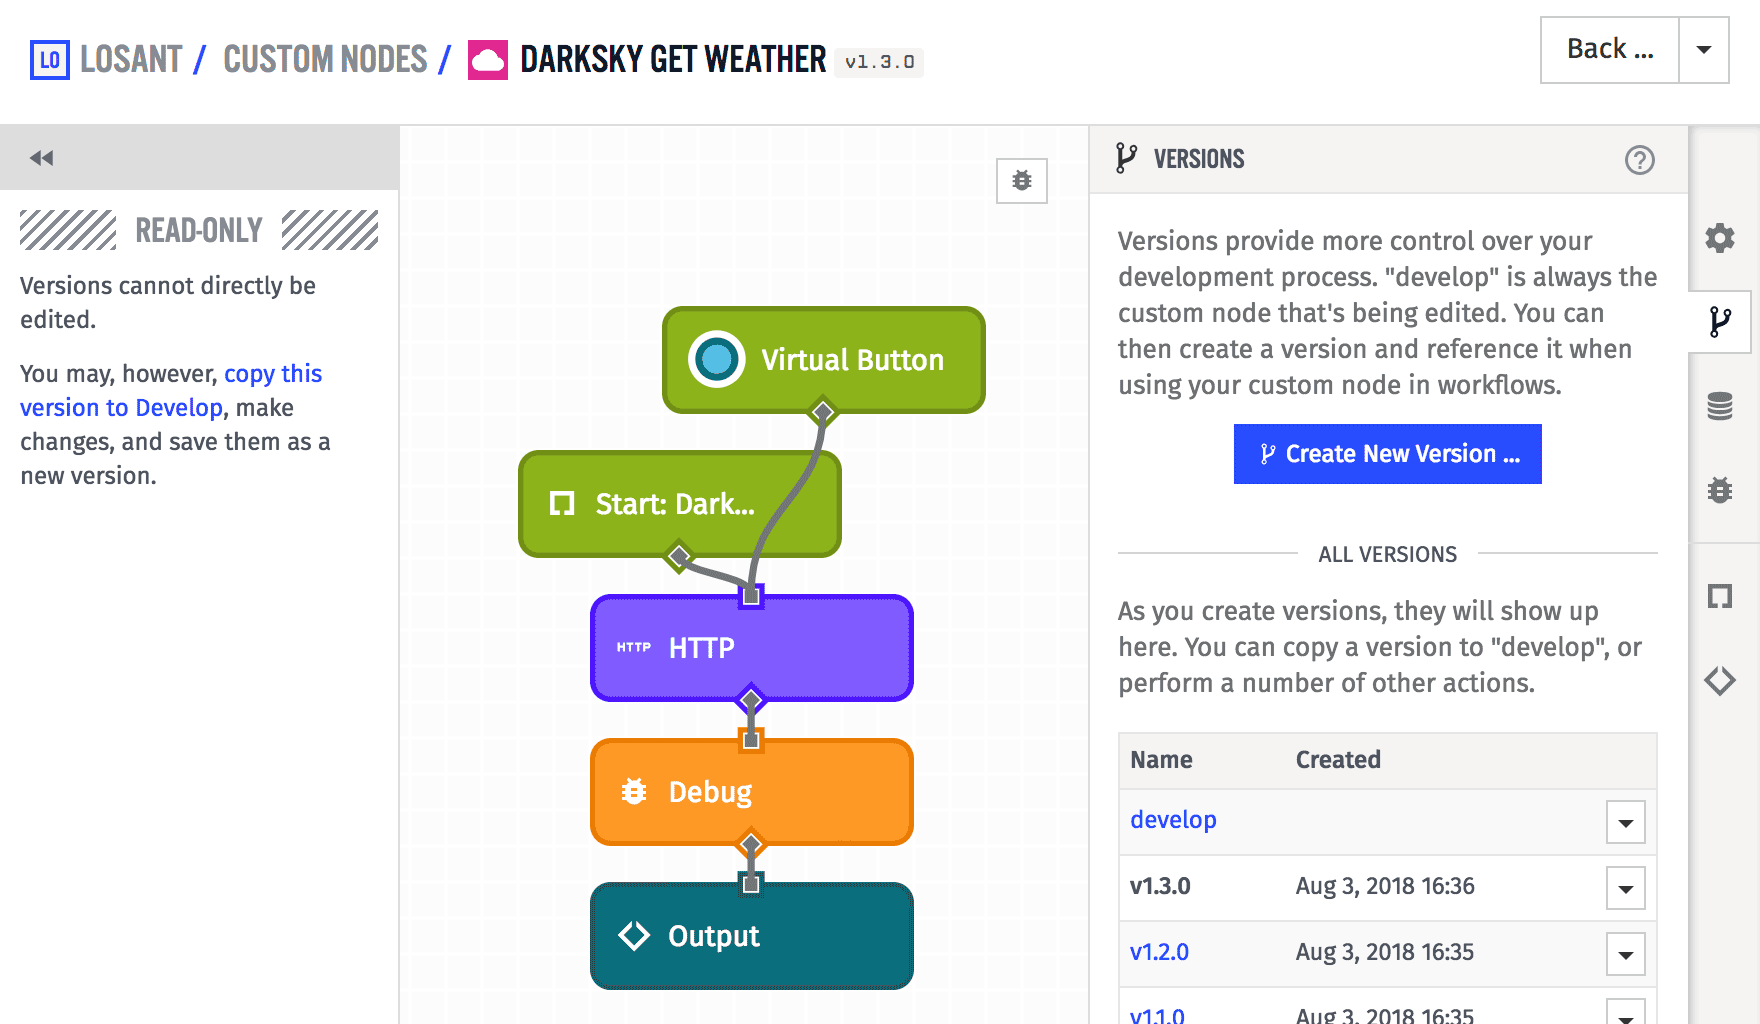 LO LOSANT / CUSTOM NODES / DARKSKY GET WEATHER v1.3.0
Back ...
READ-ONLY
Versions cannot directly be
edited.
You may, however, copy this
version to Develop, make
changes, and save them as a
new version.
Virtual Button
Start: Dark...
HTTP HTTP
Debug
Output
VERSIONS
?
Versions provide more control over your
development process. "develop" is always the
custom node that's being edited. You can
then create a version and reference it when
using your custom node in workflows.
Create New Version ...
ALL VERSIONS
As you create versions, they will show up
here. You can copy a version to "develop", or
perform a number of other actions.
Name Created
develop
v1.3.0 Aug 3, 2018 16:36
v1.2.0 Aug 3, 2018 16:35
v1.1.0 Aug 3, 2018 16:35